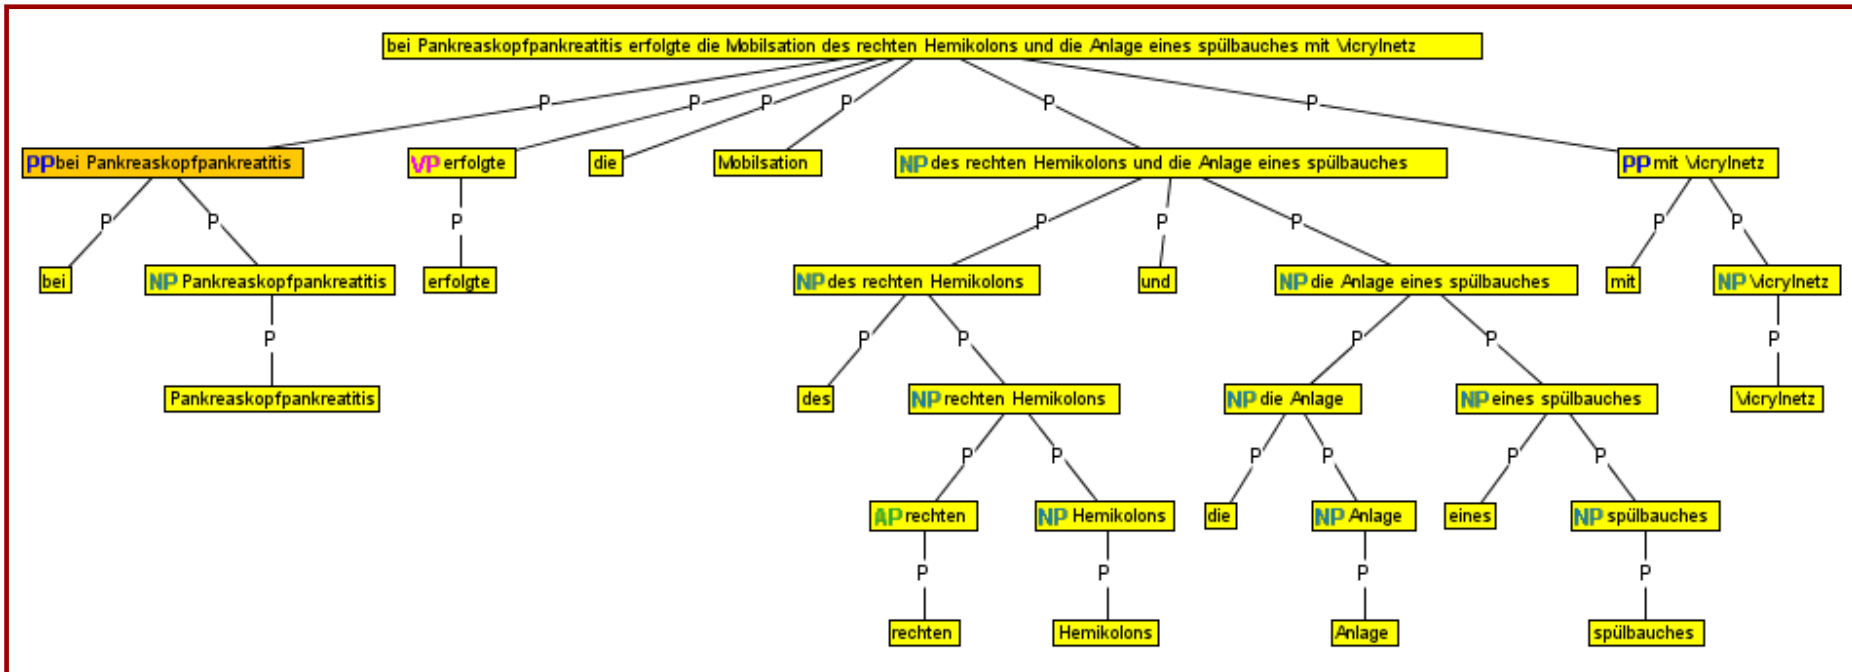 bei Pankreaskopfpankreatitis erfolgte die Mobilsation des rechten Hemikolons und die Anlage eines spülbauches mit Vicrylnetz
P P P P P P
PP bei Pankreaskopfpankreatitis VP erfolgte die Mobilsation NP des rechten Hemikolons und die Anlage eines spülbauches PP mit Vicrylnetz
P P P P P P P P
bei NP Pankreaskopfpankreatitis erfolgte NP des rechten Hemikolons und NP die Anlage eines spülbauches mit NP Vicrylnetz
P P P P P P
Pankreaskopfpankreatitis des NP rechten Hemikolons NP die Anlage NP eines spülbauches Vicrylnetz
P P P P P P
AP rechten NP Hemikolons die NP Anlage eines NP spülbauches
P P P P
rechten Hemikolons Anlage spülbauches